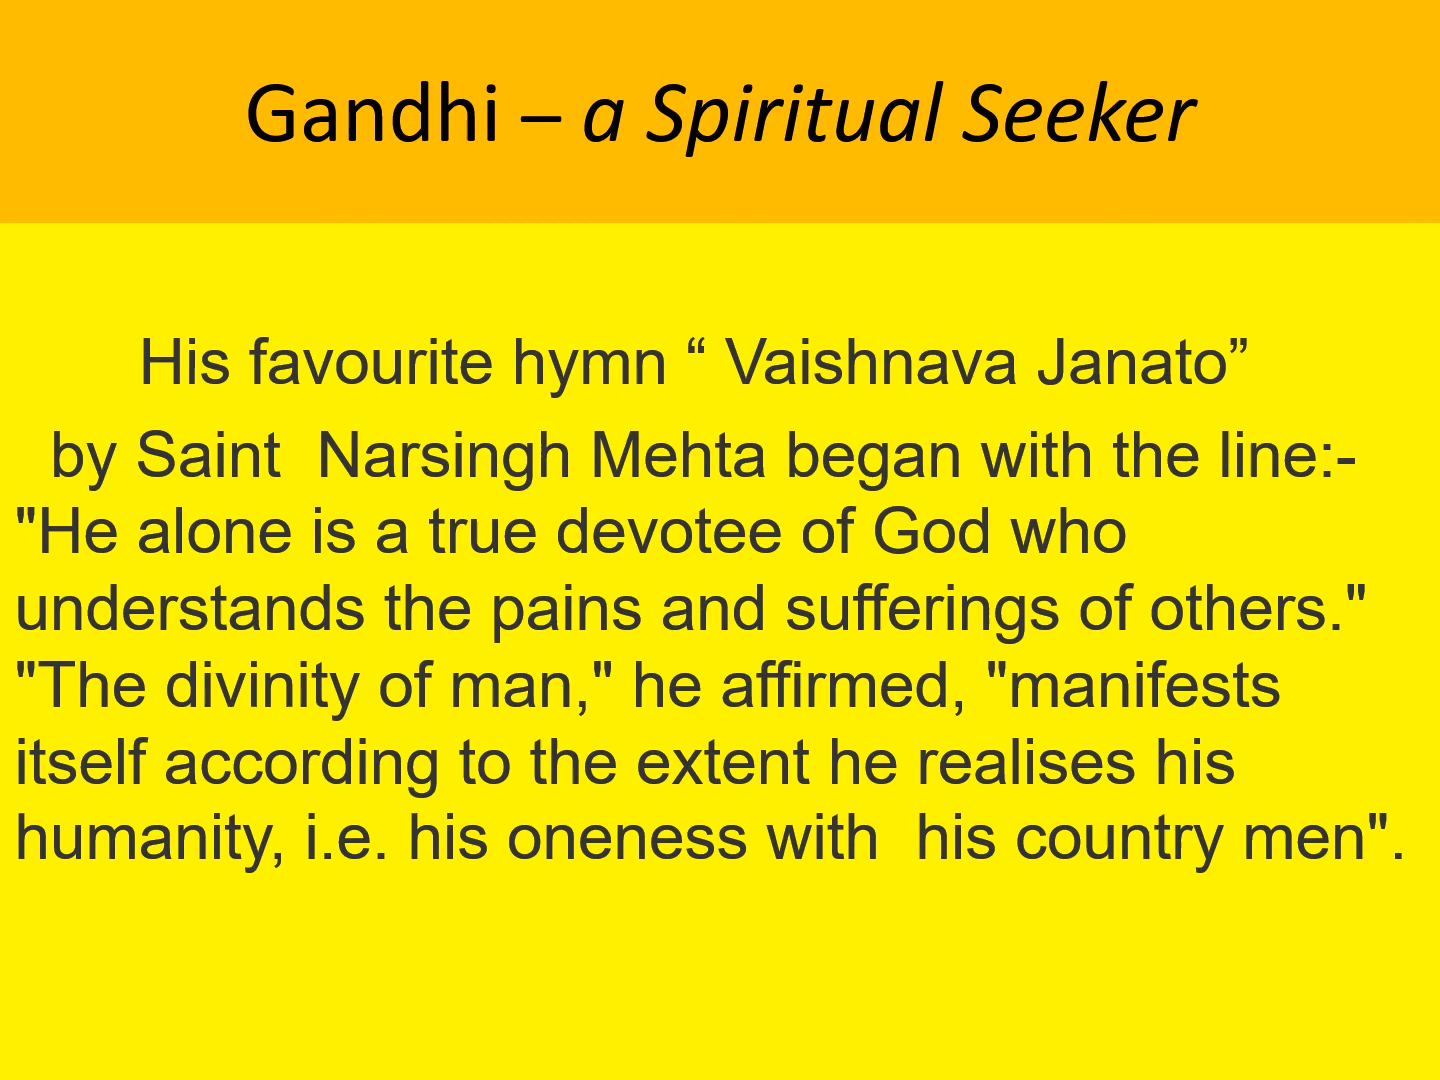 Gandhi – a Spiritual Seeker
His favourite hymn “ Vaishnava Janato”
by Saint  Narsingh Mehta began with the line:-
"He alone is a true devotee of God who
understands the pains and sufferings of others."
"The divinity of man," he affirmed, "manifests
itself according to the extent he realises his
humanity, i.e. his oneness with  his country men".